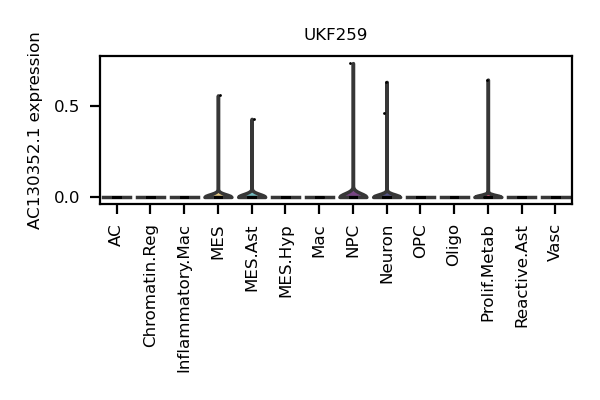 UKF259
AC130352.1 expression
0.5
0.0
AC
Chromatin.Reg
Inflammatory.Mac
MES
MES.Ast
MES.Hyp
Mac
NPC
Neuron
OPC
Oligo
Prolif.Metab
Reactive.Ast
Vasc